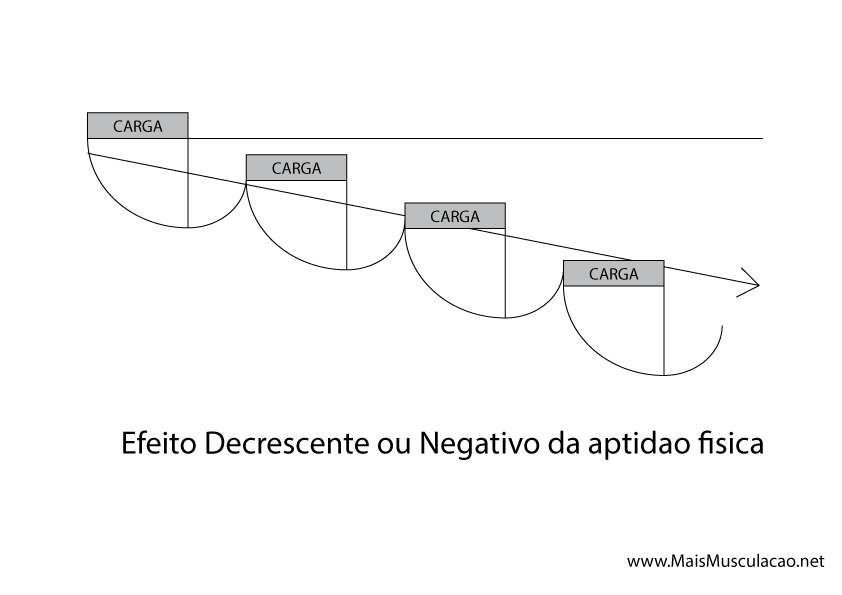 CARGA
CARGA
CARGA
CARGA
Efeito Decrescente ou Negativo da aptidao fisica
www.MaisMusculacao.net